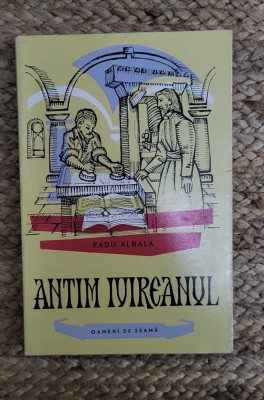 RADU ALBALA
ANTIM IVIREANUL
OAMENI DE SEAMĂ